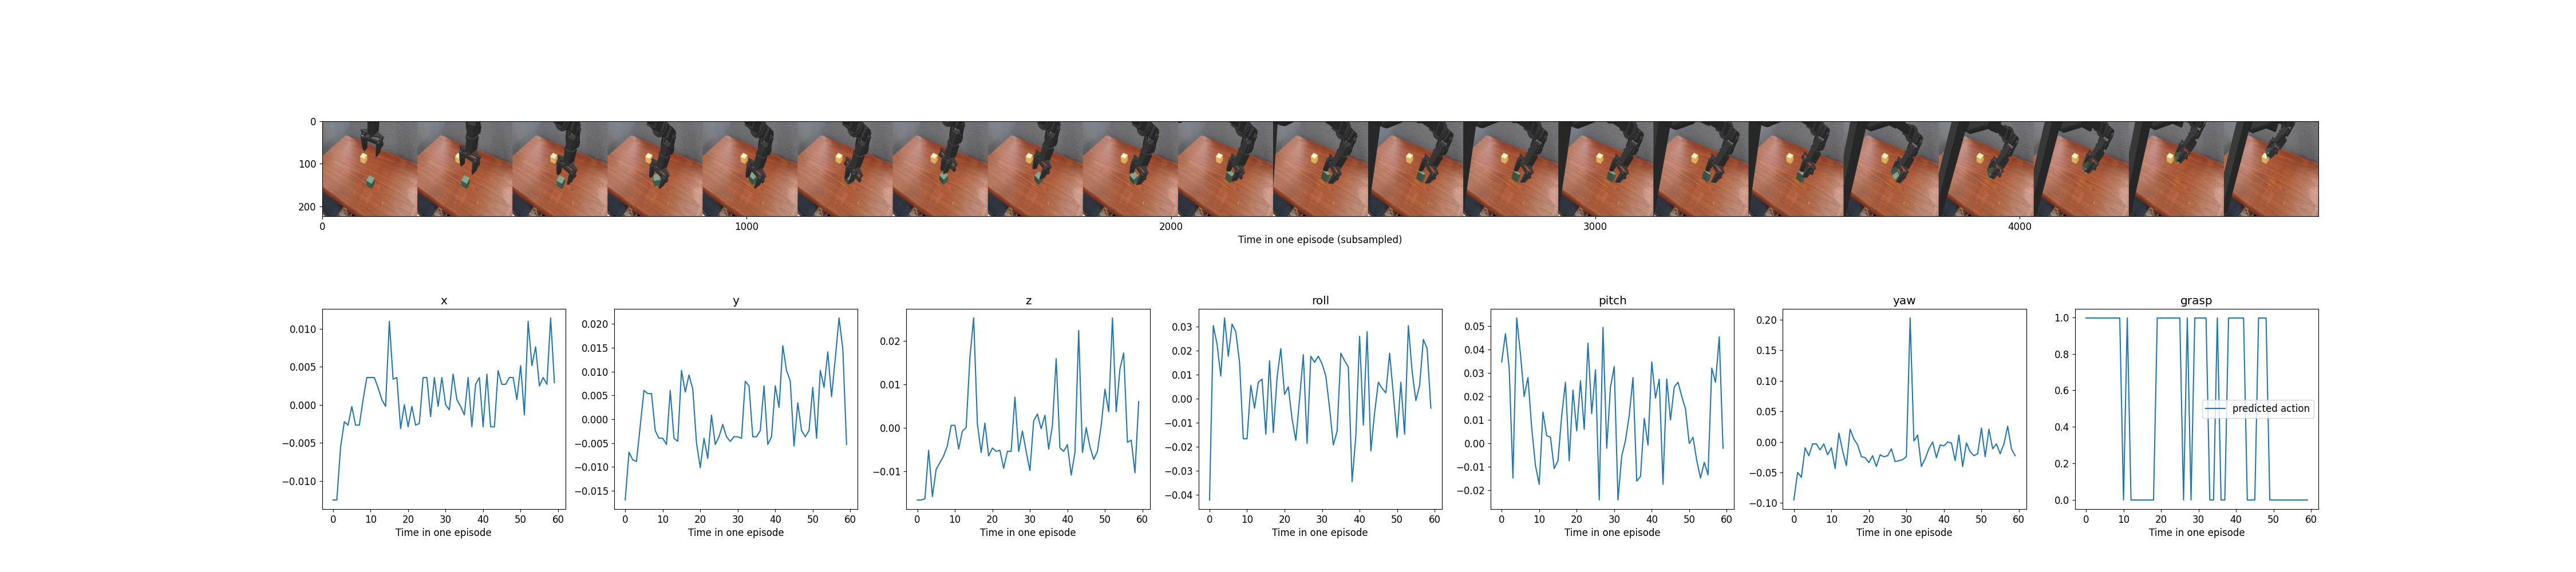 0
100
200
0 1000 2000 3000 4000
Time in one episode (subsampled)
x
0.010
0.005
0.000
−0.005
−0.010
0 10 20 30 40 50 60
Time in one episode
y
0.020
0.015
0.010
0.005
0.000
−0.005
−0.010
−0.015
0 10 20 30 40 50 60
Time in one episode
z
0.02
0.01
0.00
−0.01
0 10 20 30 40 50 60
Time in one episode
roll
0.03
0.02
0.01
0.00
−0.01
−0.02
−0.03
−0.04
0 10 20 30 40 50 60
Time in one episode
pitch
0.05
0.04
0.03
0.02
0.01
0.00
−0.01
−0.02
0 10 20 30 40 50 60
Time in one episode
yaw
0.20
0.15
0.10
0.05
0.00
−0.05
−0.10
0 10 20 30 40 50 60
Time in one episode
grasp
1.0
0.8
0.6
0.4
0.2
0.0
predicted action
0 10 20 30 40 50 60
Time in one episode